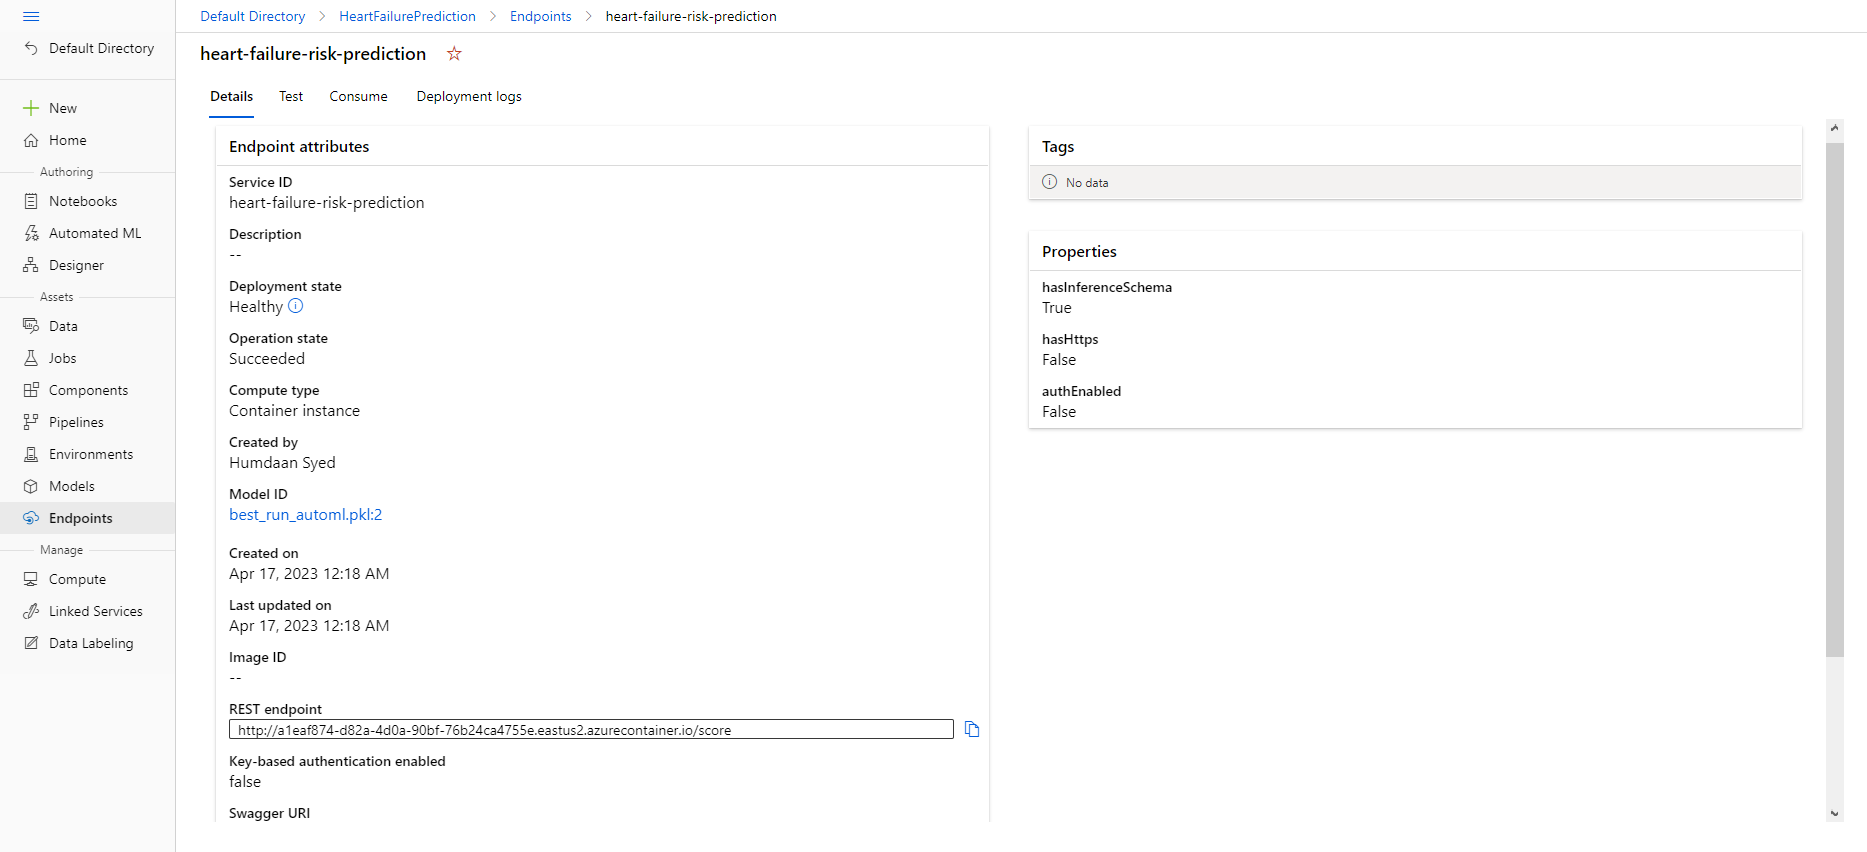 Default Directory
New
Home
Authoring
Notebooks
Automated ML
Designer
Assets
Data
Jobs
Components
Pipelines
Environments
Models
Endpoints
Manage
Compute
Linked Services
Data Labeling
Default Directory > HeartFailurePrediction > Endpoints > heart-failure-risk-prediction
heart-failure-risk-prediction
Details Test Consume Deployment logs
Endpoint attributes
Service ID
heart-failure-risk-prediction
Description
--
Deployment state
Healthy
Operation state
Succeeded
Compute type
Container instance
Created by
Humdaan Syed
Model ID
best_run_automl.pkl:2
Created on
Apr 17, 2023 12:18 AM
Last updated on
Apr 17, 2023 12:18 AM
Image ID
--
REST endpoint
http://a1eaf874-d82a-4d0a-90bf-76b24ca4755e.eastus2.azurecontainer.io/score
Key-based authentication enabled
false
Swagger URI
Tags
No data
Properties
hasInferenceSchema
True
hasHttps
False
authEnabled
False